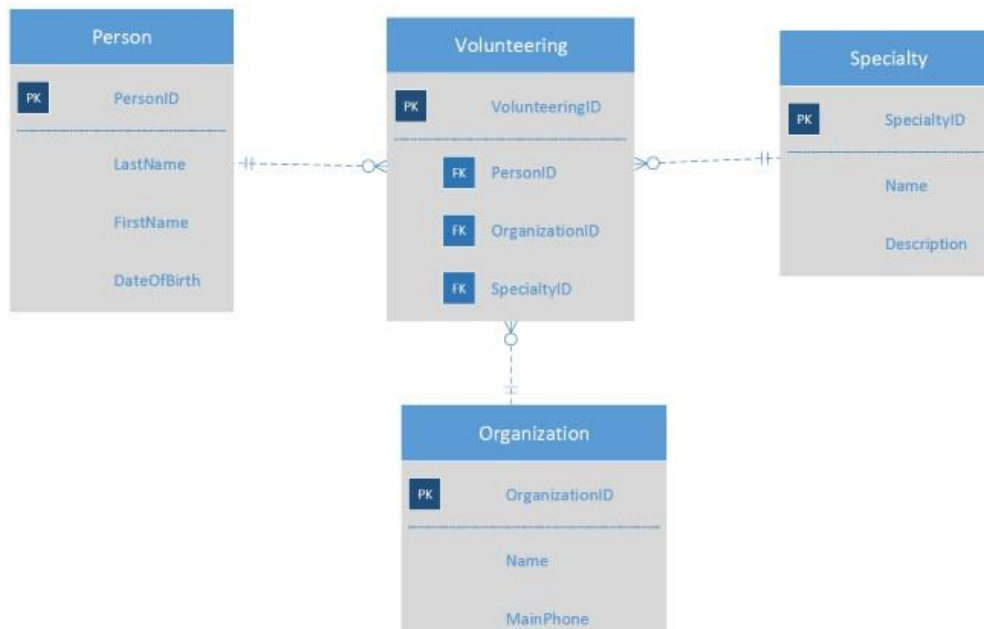 Person
PK PersonID
LastName
FirstName
DateOfBirth
Volunteering
PK VolunteeringID
FK PersonID
FK OrganizationID
FK SpecialtyID
Specialty
PK SpecialtyID
Name
Description
Organization
PK OrganizationID
Name
MainPhone